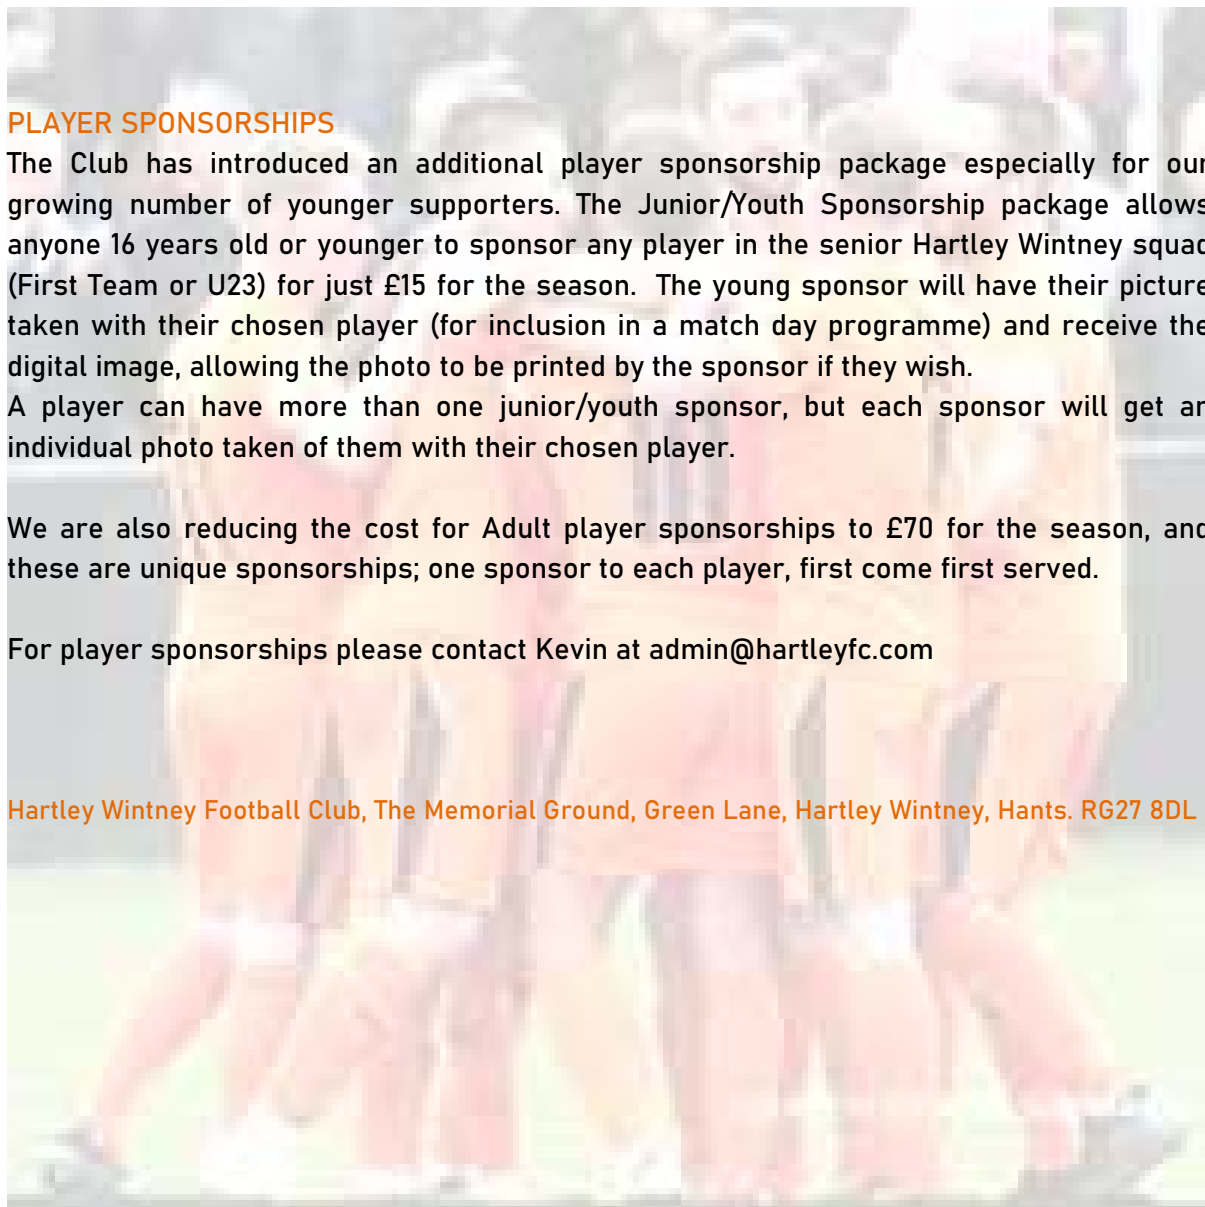 PLAYER SPONSORSHIPS
The Club has introduced an additional player sponsorship package especially for our
growing number of younger supporters. The Junior/Youth Sponsorship package allows
anyone 16 years old or younger to sponsor any player in the senior Hartley Wintney squad
(First Team or U23) for just £15 for the season. The young sponsor will have their picture
taken with their chosen player (for inclusion in a match day programme) and receive the
digital image, allowing the photo to be printed by the sponsor if they wish.
A player can have more than one junior/youth sponsor, but each sponsor will get an
individual photo taken of them with their chosen player.
We are also reducing the cost for Adult player sponsorships to £70 for the season, and
these are unique sponsorships; one sponsor to each player, first come first served.
For player sponsorships please contact Kevin at admin@hartleyfc.com
Hartley Wintney Football Club, The Memorial Ground, Green Lane, Hartley Wintney, Hants. RG27 8DL